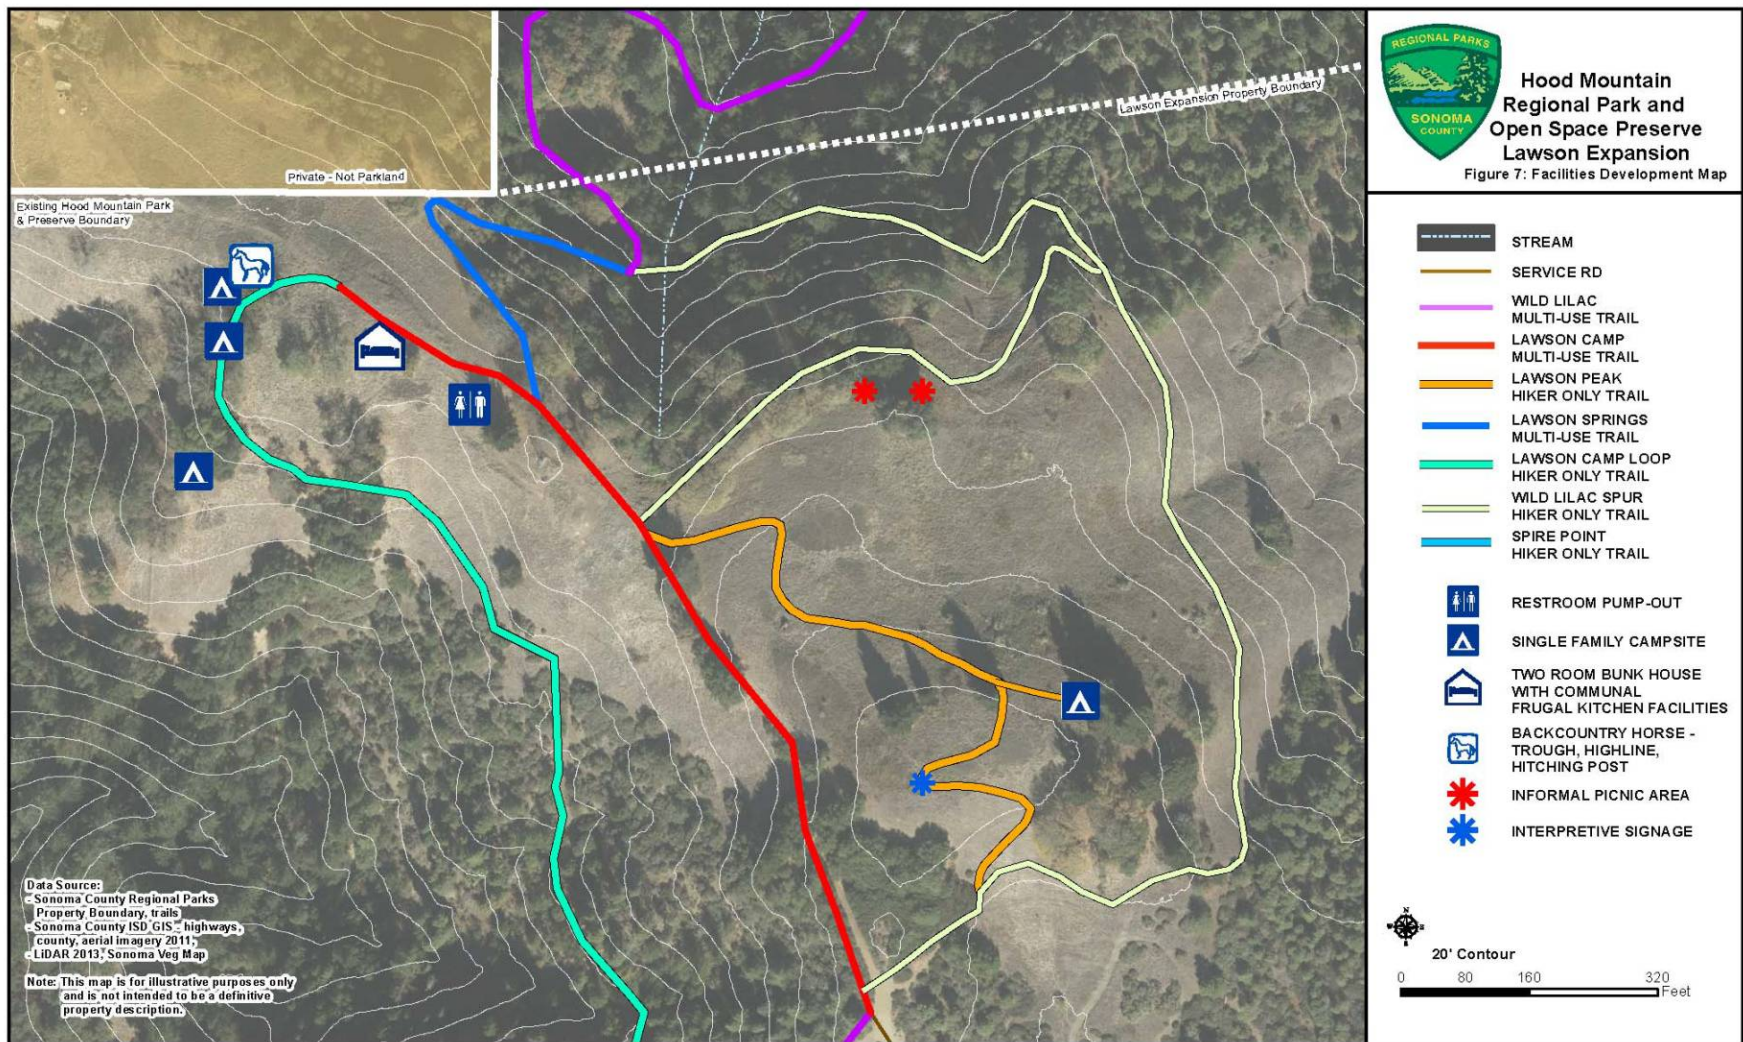 Private - Not Parkland
Existing Hood Mountain Park
& Preserve Boundary
Lawson Expansion Property Boundary
Data Source:
- Sonoma County Regional Parks
Property Boundary, trails
- Sonoma County ISD GIS - highways,
county, aerial imagery 2011,
- LiDAR 2013, Sonoma Veg Map
Note: This map is for illustrative purposes only
and is not intended to be a definitive
property description.
REGIONAL PARKS
SONOMA
COUNTY
Hood Mountain
Regional Park and
Open Space Preserve
Lawson Expansion
Figure 7: Facilities Development Map
STREAM
SERVICE RD
WILD LILAC
MULTI-USE TRAIL
LAWSON CAMP
MULTI-USE TRAIL
LAWSON PEAK
HIKER ONLY TRAIL
LAWSON SPRINGS
MULTI-USE TRAIL
LAWSON CAMP LOOP
HIKER ONLY TRAIL
WILD LILAC SPUR
HIKER ONLY TRAIL
SPIRE POINT
HIKER ONLY TRAIL
RESTROOM PUMP-OUT
SINGLE FAMILY CAMPSITE
TWO ROOM BUNK HOUSE
WITH COMMUNAL
FRUGAL KITCHEN FACILITIES
BACKCOUNTRY HORSE -
TROUGH, HIGHLINE,
HITCHING POST
INFORMAL PICNIC AREA
INTERPRETIVE SIGNAGE
N
W E
S
20' Contour
0 80 160 320
Feet